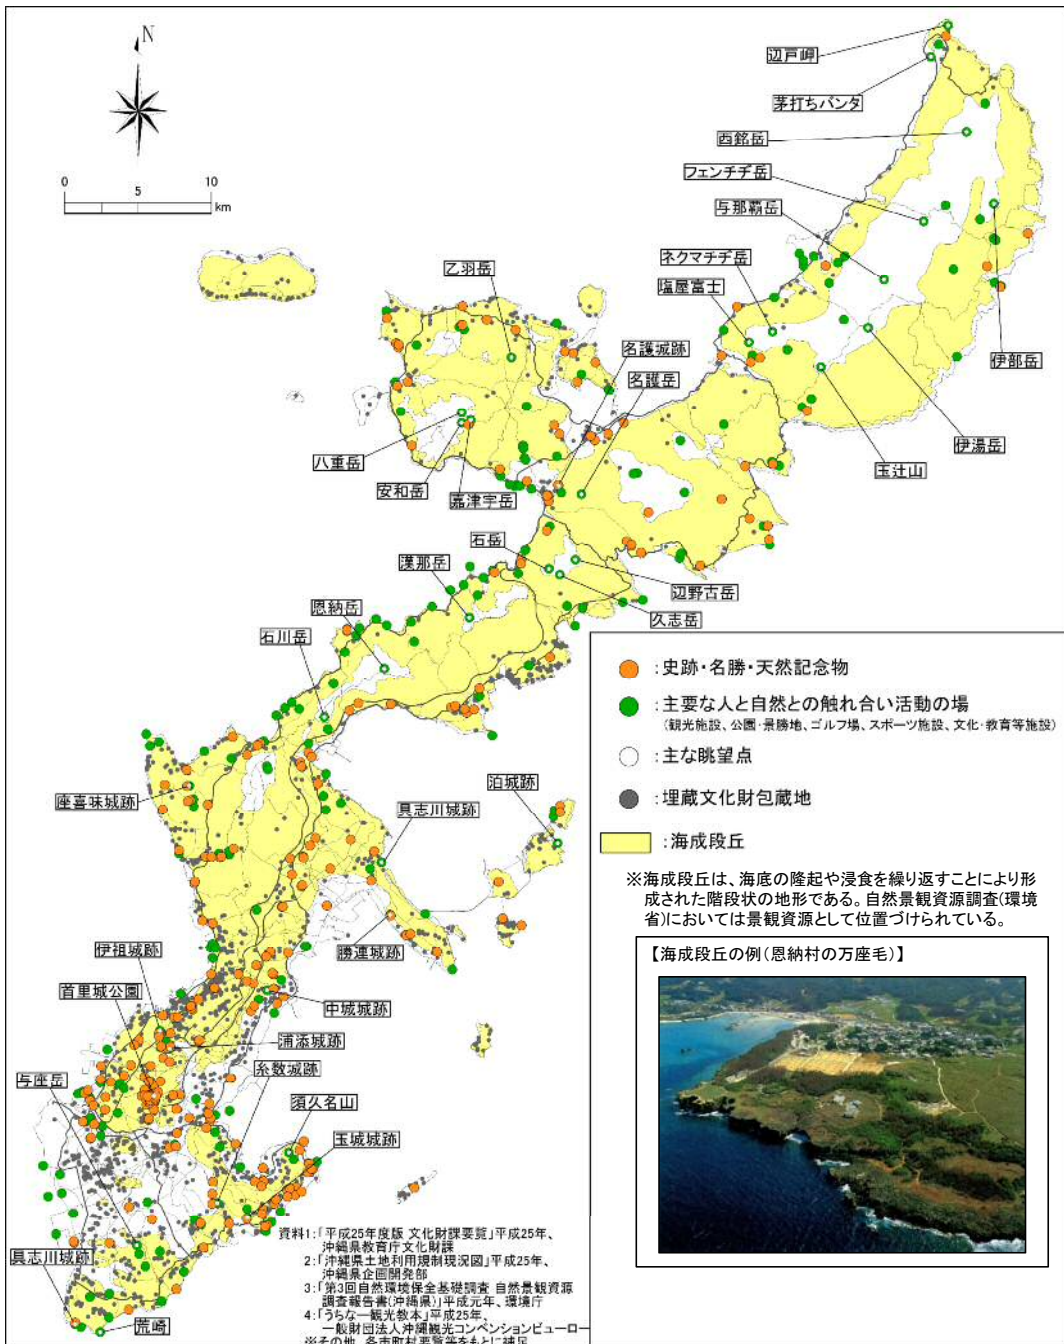 N
辺戸岬
茅打ちバンタ
西銘岳
フェンチヂ岳
与那覇岳
ネクマチヂ岳
塩屋富士
0 5 10
km
乙羽岳
名護城跡
名護岳
伊部岳
伊湯岳
玉辻山
八重岳
安和岳
嘉津宇岳
石岳
漢那岳
辺野古岳
久志岳
恩納岳
石川岳
:史跡・名勝・天然記念物
:主要な人と自然との触れ合い活動の場
(観光施設、公園・景勝地、ゴルフ場、スポーツ施設、文化・教育等施設)
:主な眺望点
:埋蔵文化財包蔵地
:海成段丘
座喜味城跡
泊城跡
具志川城跡
※海成段丘は、海底の隆起や浸食を繰り返すことにより形
成された階段状の地形である。自然景観資源調査(環境
省)においては景観資源として位置づけられている。
【海成段丘の例(恩納村の万座毛)】
勝連城跡
伊祖城跡
首里城公園
中城城跡
浦添城跡
与座岳
糸数城跡
須久名山
玉城城跡
具志川城跡
荒崎
資料1:「平成25年度版 文化財課要覧」平成25年、
沖縄県教育庁文化財課
2:「沖縄県土地利用規制現況図」平成25年、
沖縄県企画開発部
3:「第3回自然環境保全基礎調査 自然景観資源
調査報告書(沖縄県)」平成元年、環境庁
4:「うちなー観光教本」平成25年、
一般財団法人沖縄観光コンベンションビューロー
※その他、各市町村要覧等をもとに補足